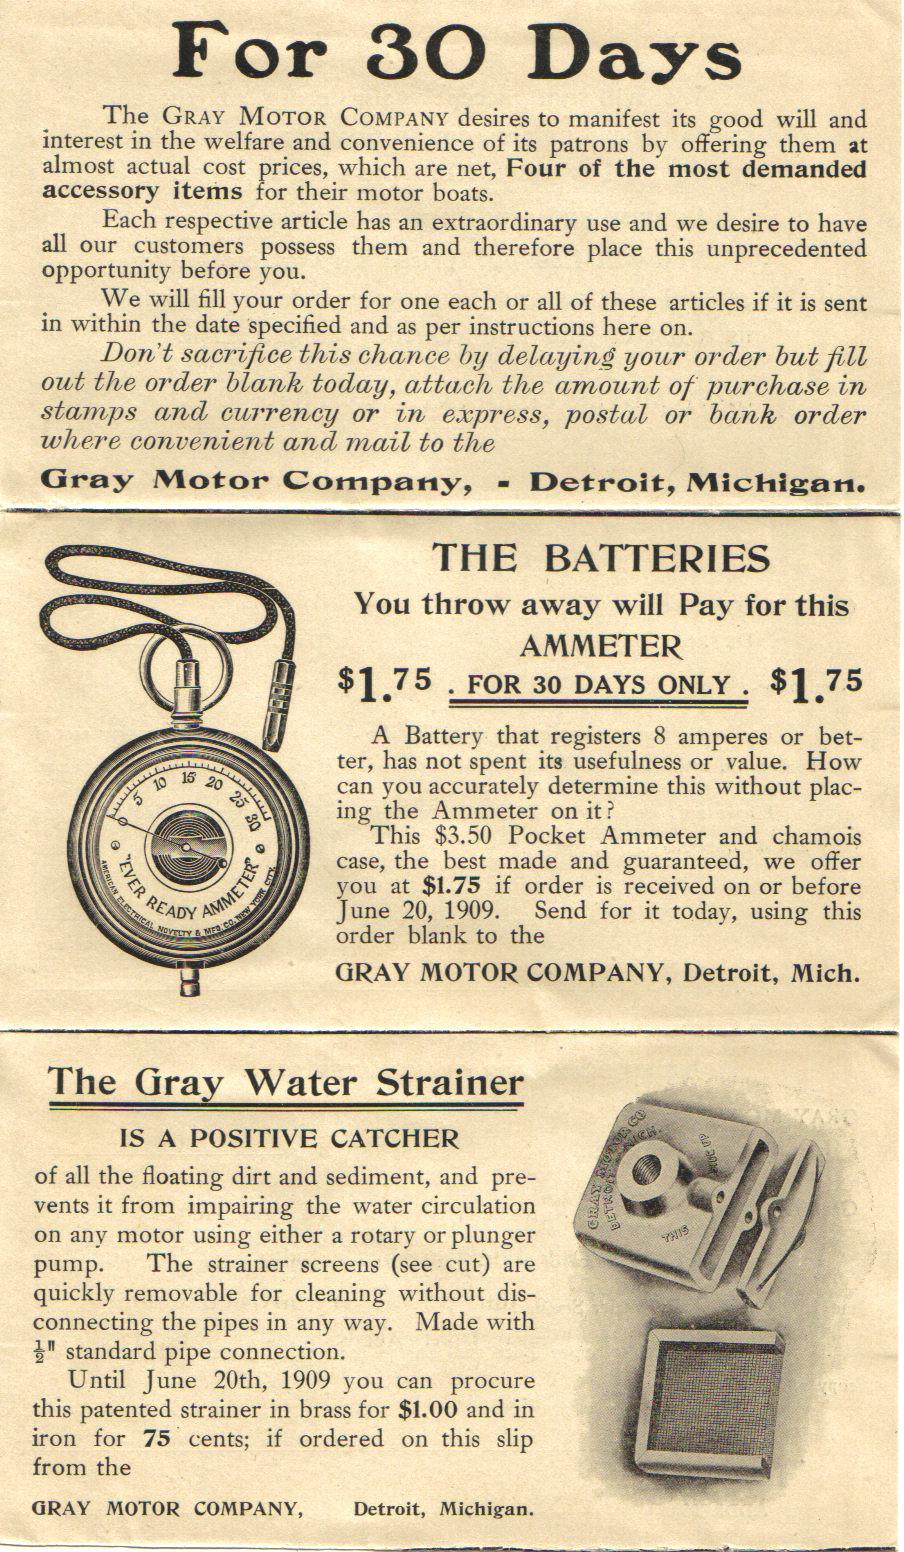 For 30 Days
The GRAY MOTOR COMPANY desires to manifest its good will and
interest in the welfare and convenience of its patrons by offering them at
almost actual cost prices, which are net, Four of the most demanded
accessory items for their motor boats.
Each respective article has an extraordinary use and we desire to have
all our customers possess them and therefore place this unprecedented
opportunity before you.
We will fill your order for one each or all of these articles if it is sent
in within the date specified and as per instructions here on.
Don't sacrifice this chance by delaying your order but fill
out the order blank today, attach the amount of purchase in
stamps and currency or in express, postal or bank order
where convenient and mail to the
Gray Motor Company, - Detroit, Michigan.
THE BATTERIES
You throw away will Pay for this
AMMETER
$1.75 . FOR 30 DAYS ONLY . $1.75
A Battery that registers 8 amperes or bet-
ter, has not spent its usefulness or value. How
can you accurately determine this without plac-
ing the Ammeter on it?
This $3.50 Pocket Ammeter and chamois
case, the best made and guaranteed, we offer
you at $1.75 if order is received on or before
June 20, 1909. Send for it today, using this
order blank to the
GRAY MOTOR COMPANY, Detroit, Mich.
0 5 10 15 20 25 30
"EVER READY AMMETER"
AMERICAN ELECTRICAL NOVELTY & MFG. CO. NEW YORK CITY.
The Gray Water Strainer
IS A POSITIVE CATCHER
of all the floating dirt and sediment, and pre-
vents it from impairing the water circulation
on any motor using either a rotary or plunger
pump. The strainer screens (see cut) are
quickly removable for cleaning without dis-
connecting the pipes in any way. Made with
½" standard pipe connection.
Until June 20th, 1909 you can procure
this patented strainer in brass for $1.00 and in
iron for 75 cents; if ordered on this slip
from the
GRAY MOTOR COMPANY, Detroit, Michigan.
GRAY MOTOR CO
DETROIT MICH.
THIS
SIDE UP